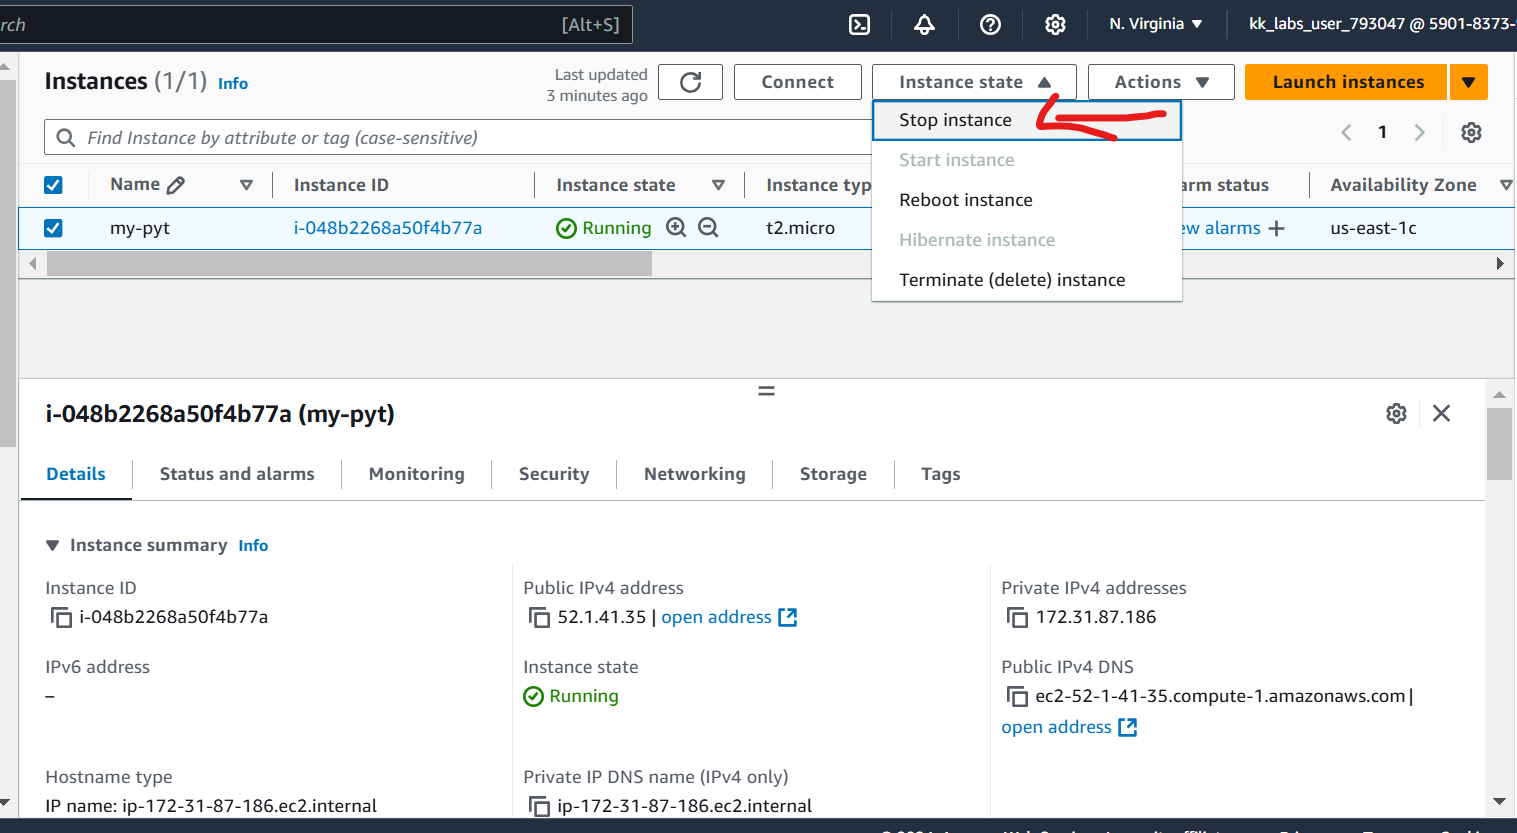 rch [Alt+S] N. Virginia kk_labs_user_793047 @ 5901-8373-
Instances (1/1) Info
Last updated
3 minutes ago
Connect Instance state Actions Launch instances
Find Instance by attribute or tag (case-sensitive)
1
Stop instance
Start instance
Reboot instance
Hibernate instance
Terminate (delete) instance
Name Instance ID Instance state Instance typ arm status Availability Zone
my-pyt i-048b2268a50f4b77a Running t2.micro ew alarms + us-east-1c
i-048b2268a50f4b77a (my-pyt)
Details Status and alarms Monitoring Security Networking Storage Tags
Instance summary Info
Instance ID
i-048b2268a50f4b77a
Public IPv4 address
52.1.41.35 | open address
Private IPv4 addresses
172.31.87.186
IPv6 address
–
Instance state
Running
Public IPv4 DNS
ec2-52-1-41-35.compute-1.amazonaws.com |
open address
Hostname type
IP name: ip-172-31-87-186.ec2.internal
Private IP DNS name (IPv4 only)
ip-172-31-87-186.ec2.internal